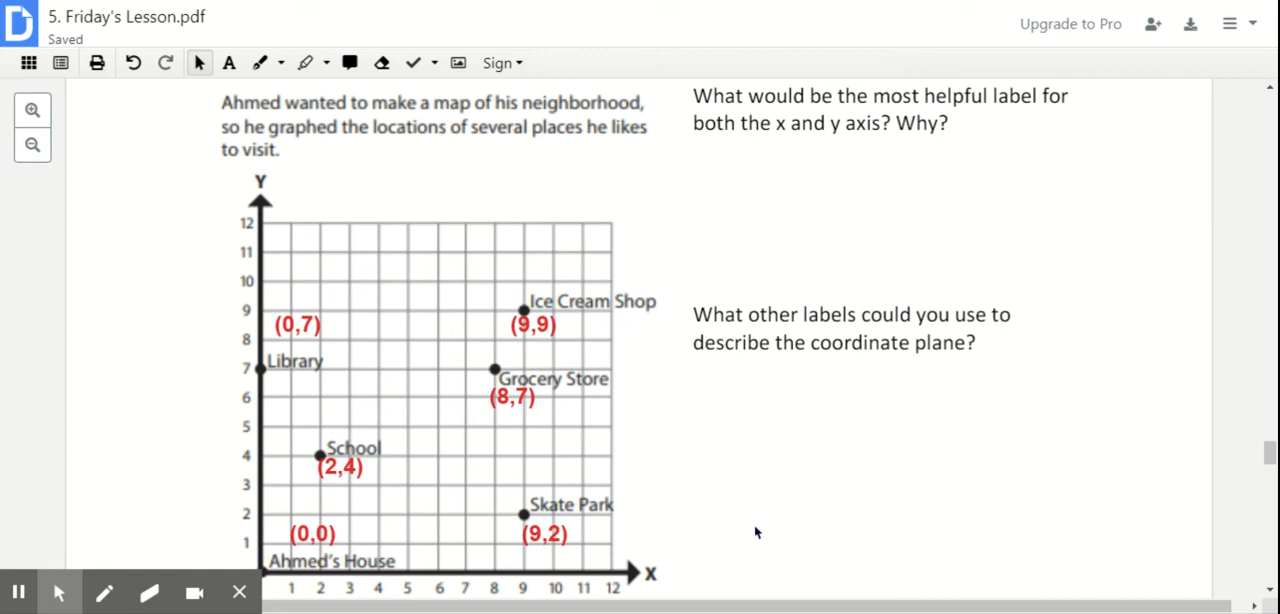 5. Friday's Lesson.pdf
Saved
Upgrade to Pro
A
Sign
Ahmed wanted to make a map of his neighborhood,
so he graphed the locations of several places he likes
to visit.
What would be the most helpful label for
both the x and y axis? Why?
Y
12
11
10
Ice Cream Shop
9
(0,7)
(9,9)
What other labels could you use to
describe the coordinate plane?
8
7
Library
Grocery Store
6
(8,7)
5
School
4
(2,4)
3
Skate Park
2
(0,0)
(9,2)
1
Ahmed's House
X
1 2 3 4 5 6 7 8 9 10 11 12